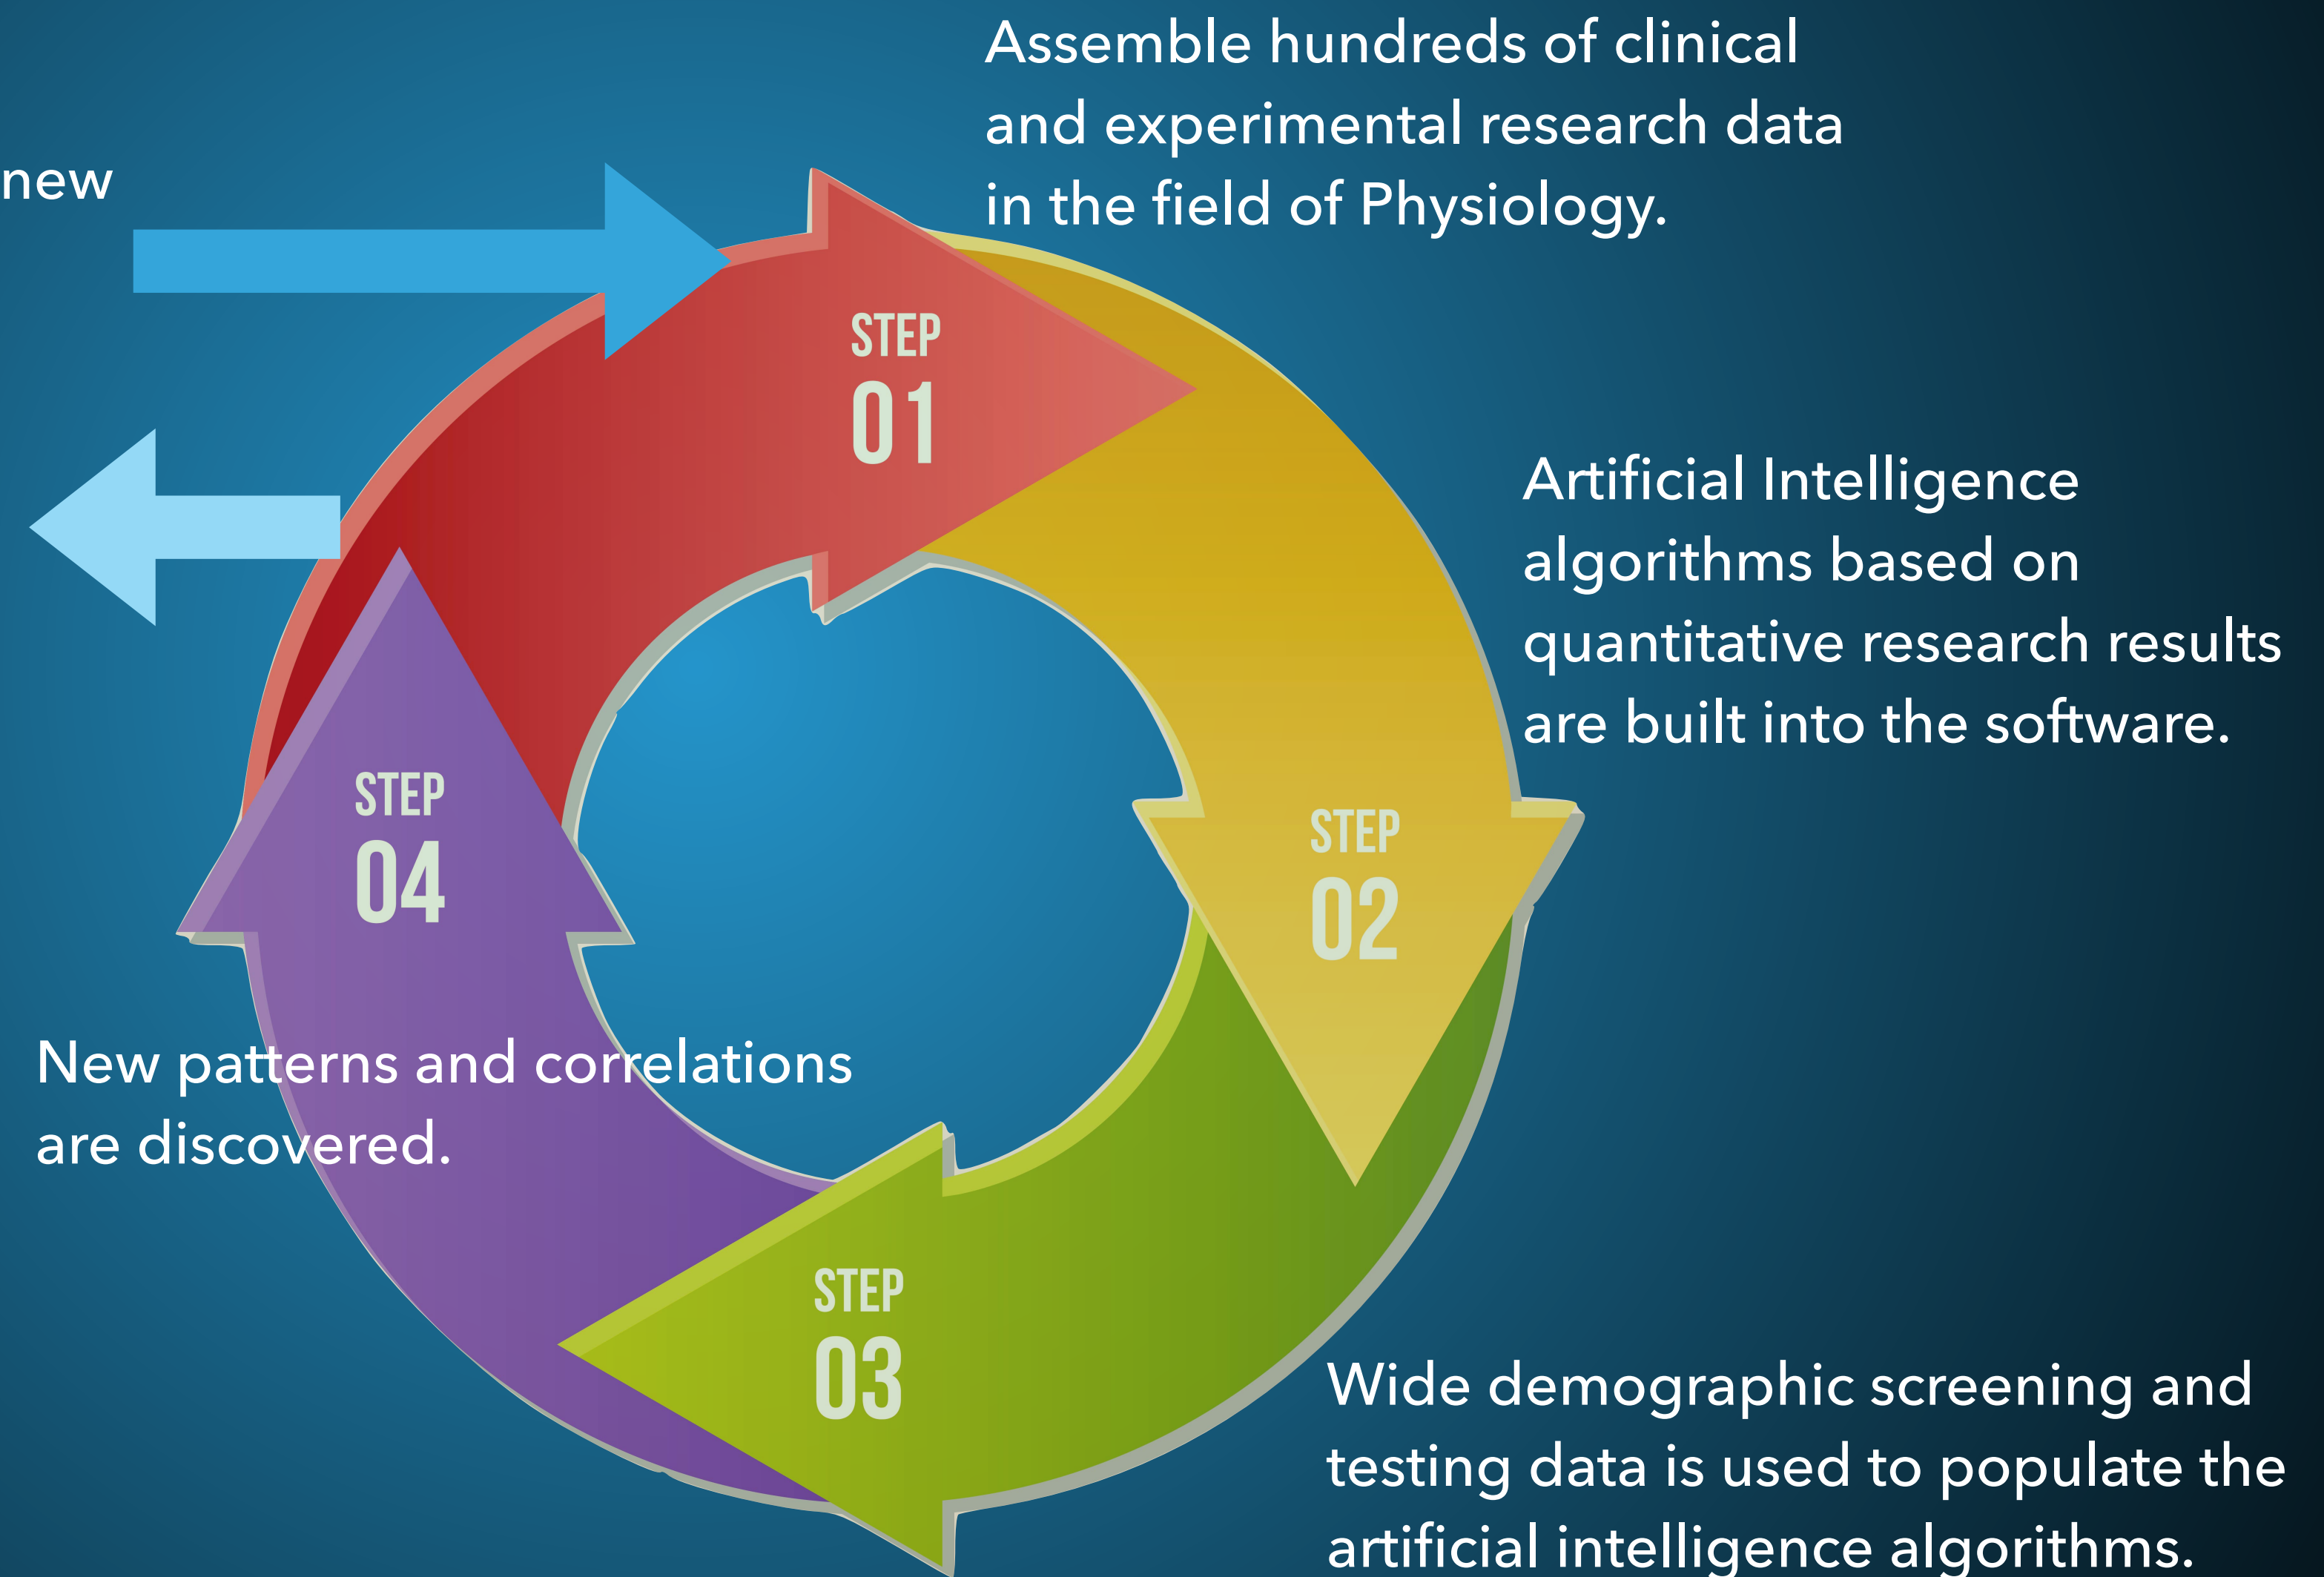 Assemble hundreds of clinical
and experimental research data
in the field of Physiology.
new
STEP
01
Artificial Intelligence
algorithms based on
quantitative research results
are built into the software.
STEP
02
STEP
04
New patterns and correlations
are discovered.
STEP
03
Wide demographic screening and
testing data is used to populate the
artificial intelligence algorithms.